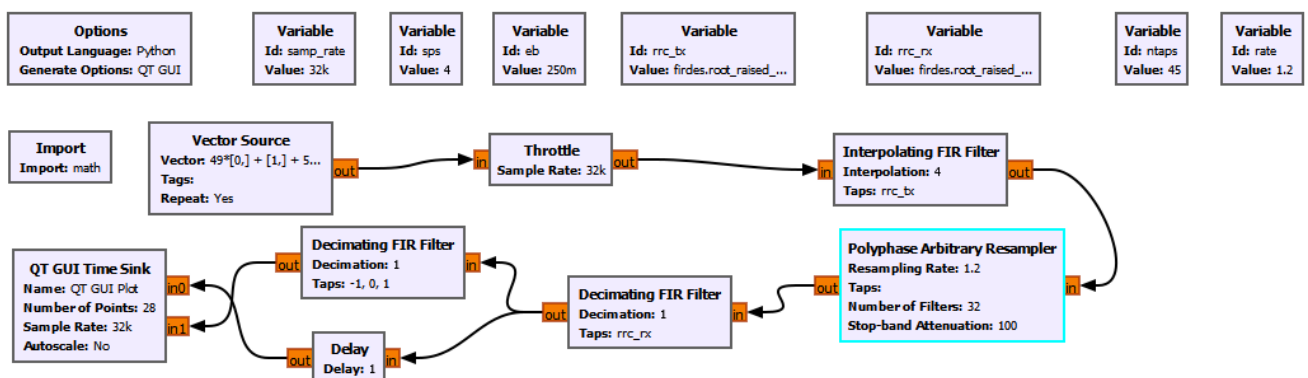 Options
Output Language: Python
Generate Options: QT GUI
Variable
Id: samp_rate
Value: 32k
Variable
Id: sps
Value: 4
Variable
Id: eb
Value: 250m
Variable
Id: rrc_tx
Value: firdes.root_raised_...
Variable
Id: rrc_rx
Value: firdes.root_raised_...
Variable
Id: ntaps
Value: 45
Variable
Id: rate
Value: 1.2
Import
Import: math
Vector Source
Vector: 49*[0,] + [1,] + 5...
Tags:
Repeat: Yes
out
in
Throttle
Sample Rate: 32k
out
in
Interpolating FIR Filter
Interpolation: 4
Taps: rrc_tx
out
QT GUI Time Sink
Name: QT GUI Plot
Number of Points: 28
Sample Rate: 32k
Autoscale: No
in0
in1
out
Decimating FIR Filter
Decimation: 1
Taps: -1, 0, 1
in
out
Delay
Delay: 1
in
out
Decimating FIR Filter
Decimation: 1
Taps: rrc_rx
in
out
Polyphase Arbitrary Resampler
Resampling Rate: 1.2
Taps:
Number of Filters: 32
Stop-band Attenuation: 100
in